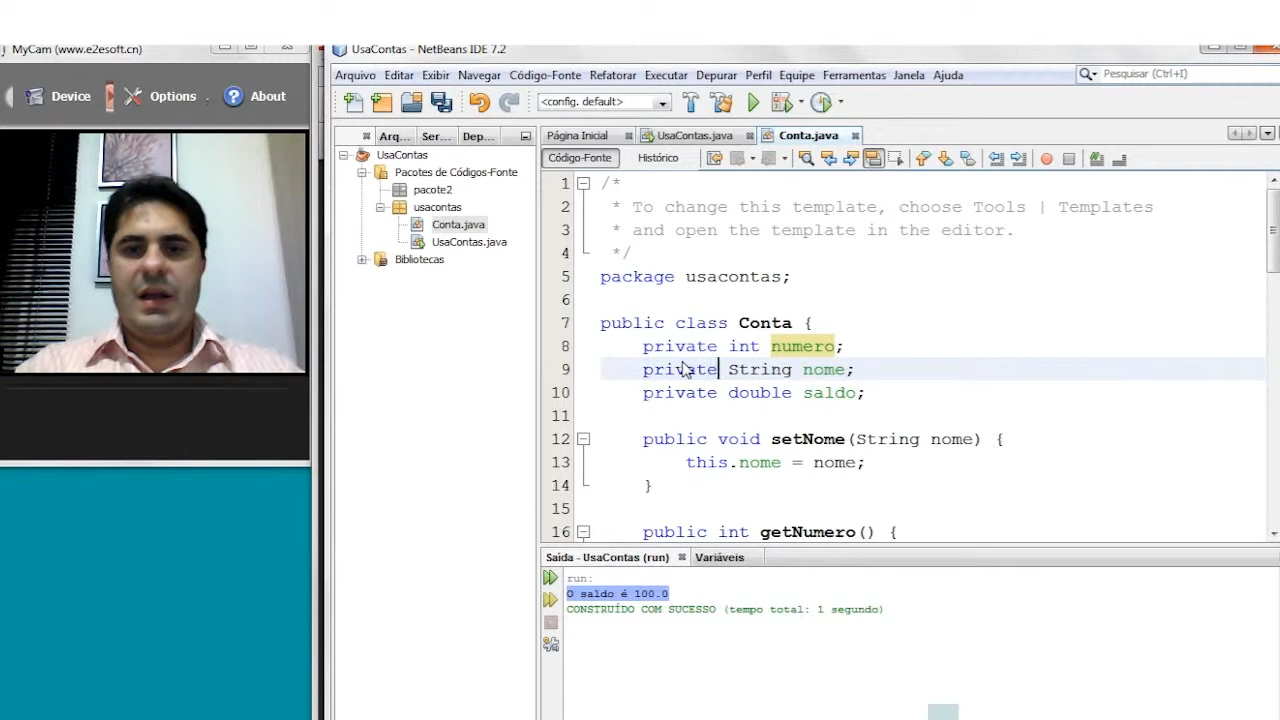 MyCam (www.e2esoft.cn)
Device
Options
About
UsaContas - NetBeans IDE 7.2
Arquivo Editar Exibir Navegar Código-Fonte Refatorar Executar Depurar Perfil Equipe Ferramentas Janela Ajuda
Pesquisar (Ctrl+I)
<config. default>
Arq... Ser... Dep...
UsaContas
Pacotes de Códigos-Fonte
pacote2
usacontas
Conta.java
UsaContas.java
Bibliotecas
Página Inicial UsaContas.java Conta.java
Código-Fonte Histórico
1 /*
2 * To change this template, choose Tools | Templates
3 * and open the template in the editor.
4 */
5 package usacontas;
6
7 public class Conta {
8 private int numero;
9 private String nome;
10 private double saldo;
11
12 public void setNome(String nome) {
13 this.nome = nome;
14 }
15
16 public int getNumero() {
Saída - UsaContas (run) Variáveis
run:
O saldo é 100.0
CONSTRUÍDO COM SUCESSO (tempo total: 1 segundo)